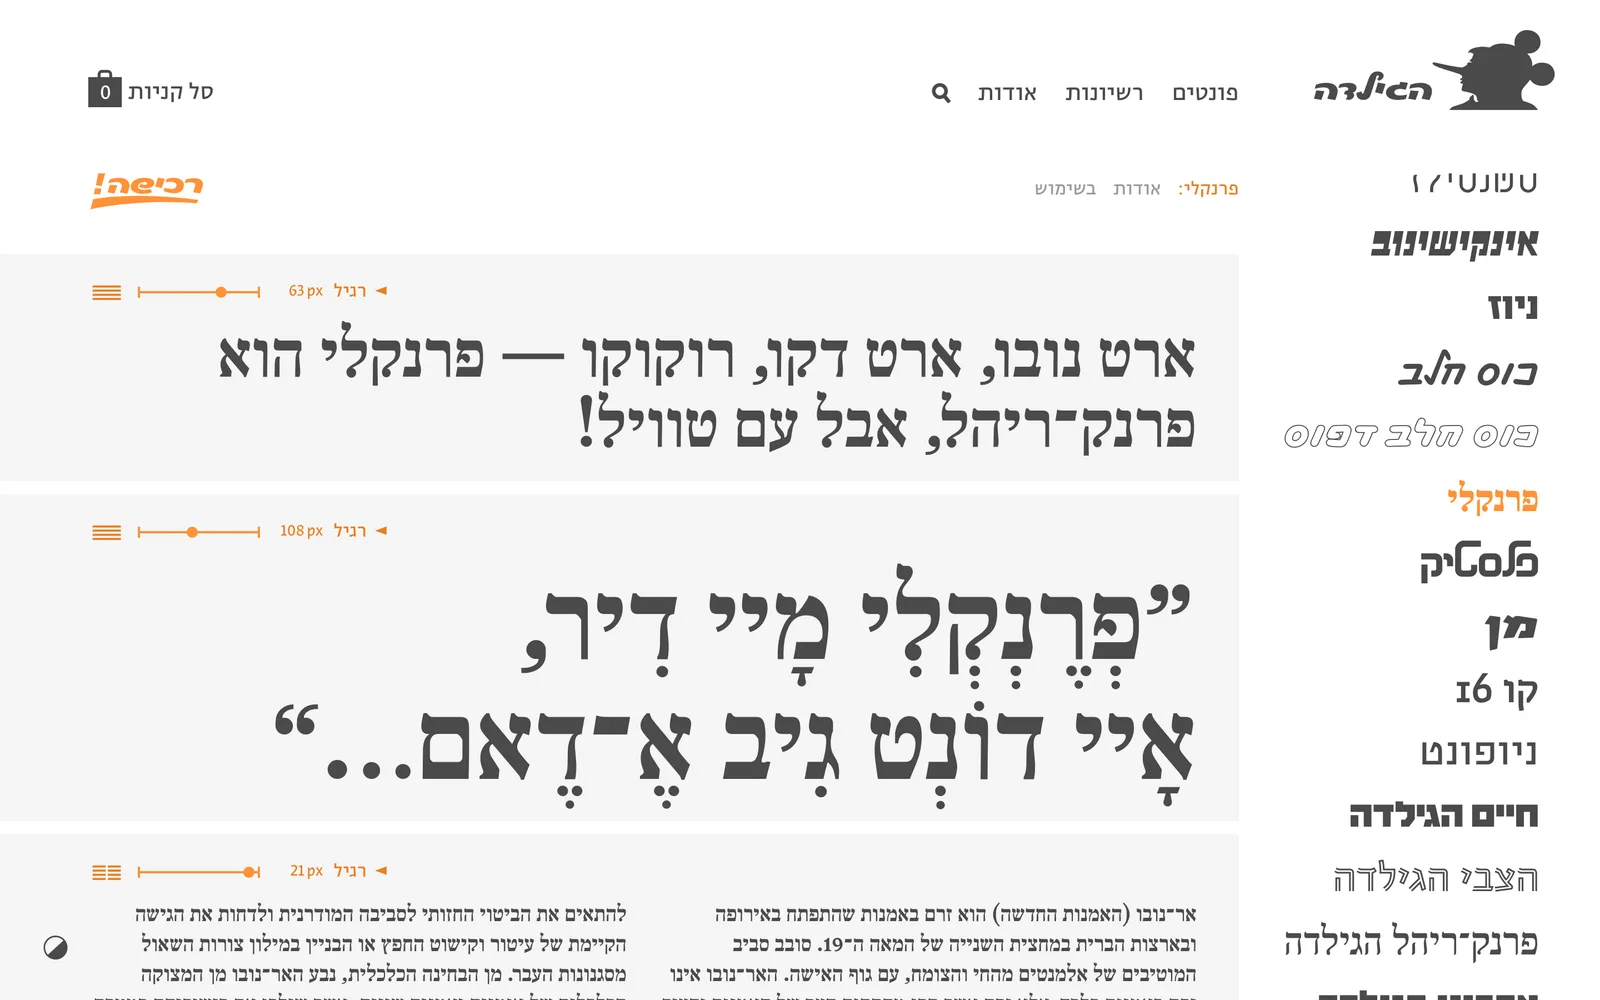 הגילדה
פונטים רשיונות אודות
סל קניות 0
פרנקלי: אודות בשימוש
רכישה!
אינקישינוב
ניוז
כוס חלב
כוס חלב דפוס
פרנקלי
פלסטיק
מן
קו 16
ניופונט
חיים הגילדה
הצבי הגילדה
פרנק־ריהל הגילדה
רגיל 63 px
ארט נובו, ארט דקו, רוקוקו — פרנקלי הוא
פרנק־ריהל, אבל עם טוויל!
רגיל 108 px
”פְּרֶנְקְלִי מָיי דִיר,
אָיי דוֹנְט גִיב אֶ־דֶאם...“
רגיל 21 px
אר־נובו (האמנות החדשה) הוא זרם באמנות שהתפתח באירופה
ובארצות הברית במחצית השנייה של המאה ה־19. סובב סביב
המוטיבים של אלמנטים מהחי והצומח, עם גוף האישה. האר־נובו אינו
להתאים את הביטוי החזותי לסביבה המודרנית ולדחות את הגישה
הקיימת של עיטור וקישוט החפץ או הבניין במילון צורות השאול
מסגנונות העבר. מן הבחינה הכלכלית, נבע האר־נובו מן המצוקה